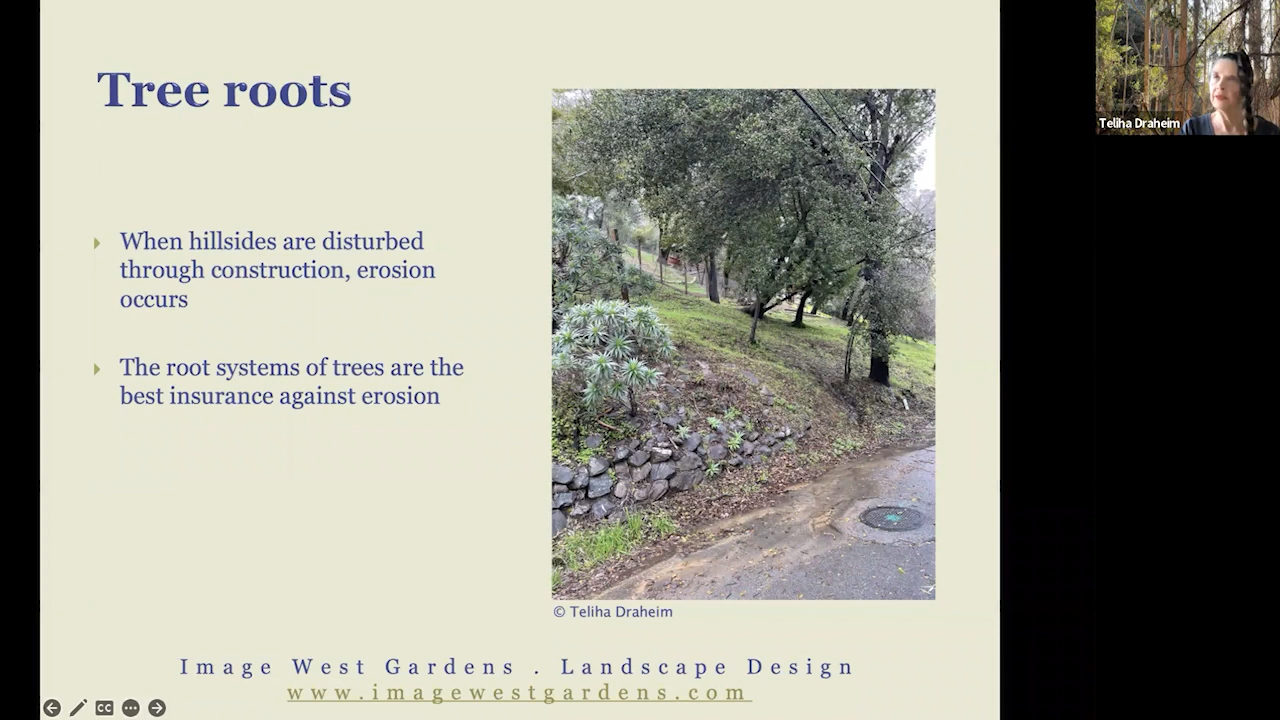 Tree roots
When hillsides are disturbed
through construction, erosion
occurs
The root systems of trees are the
best insurance against erosion
© Teliha Draheim
Image West Gardens . Landscape Design
www.imagewestgardens.com
CC
Teliha Draheim